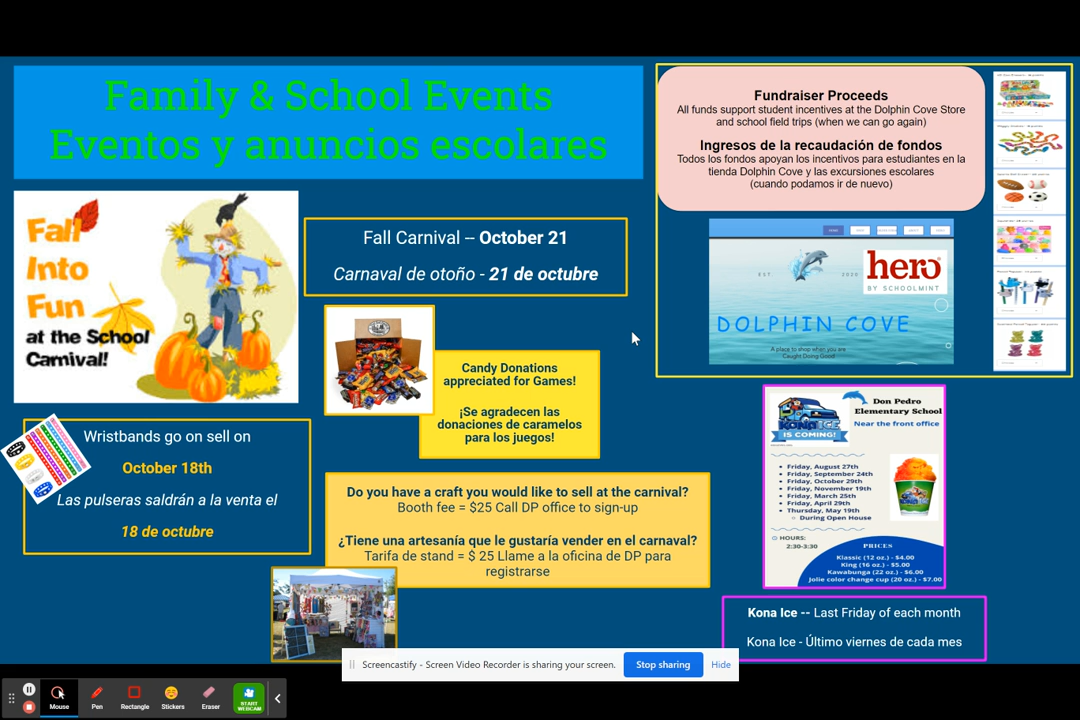 Family & School Events
Eventos y anuncios escolares
Fall
Into
Fun
at the School
Carnival!
Fall Carnival -- October 21
Carnaval de otoño - 21 de octubre
Candy Donations
appreciated for Games!
¡Se agradecen las
donaciones de caramelos
para los juegos!
Wristbands go on sell on
October 18th
Las pulseras saldrán a la venta el
18 de octubre
Do you have a craft you would like to sell at the carnival?
Booth fee = $25 Call DP office to sign-up
¿Tiene una artesanía que le gustaría vender en el carnaval?
Tarifa de stand = $ 25 Llame a la oficina de DP para
registrarse
Fundraiser Proceeds
All funds support student incentives at the Dolphin Cove Store
and school field trips (when we can go again)
Ingresos de la recaudación de fondos
Todos los fondos apoyan los incentivos para estudiantes en la
tienda Dolphin Cove y las excursiones escolares
(cuando podamos ir de nuevo)
EST. 2020
hero
BY SCHOOLMINT
DOLPHIN COVE
A place to shop when you are
Caught Doing Good
KONA ICE
IS COMING!
Don Pedro
Elementary School
Near the front office
Friday, August 27th
Friday, September 24th
Friday, October 29th
Friday, November 19th
Friday, March 25th
Friday, April 29th
Thursday, May 19th
During Open House
HOURS:
2:30-3:30
PRICES
Klassic (12 oz.) - $4.00
King (16 oz.) - $5.00
Kawabunga (22 oz.) - $6.00
Jolie color change cup (20 oz.) - $7.00
Kona Ice -- Last Friday of each month
Kona Ice - Último viernes de cada mes
Screencastify - Screen Video Recorder is sharing your screen.
Stop sharing
Hide
Mouse
Pen
Rectangle
Stickers
Eraser
START
WEBCAM